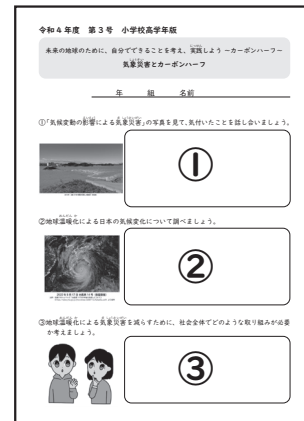 令和４年度　第３号　小学校高学年版
未来の地球のために、自分でできることを考え、実践しよう －カーボンハーフ－
気象災害とカーボンハーフ
年　組　名前
①「気候変動の影響による気象災害」の写真を見て、気付いたことを話し合いましょう。
①
②地球温暖化による日本の気候変化について調べましょう。
②
③地球温暖化による気象災害を減らすために、社会全体でどのような取り組みが必要
か考えましょう。
③